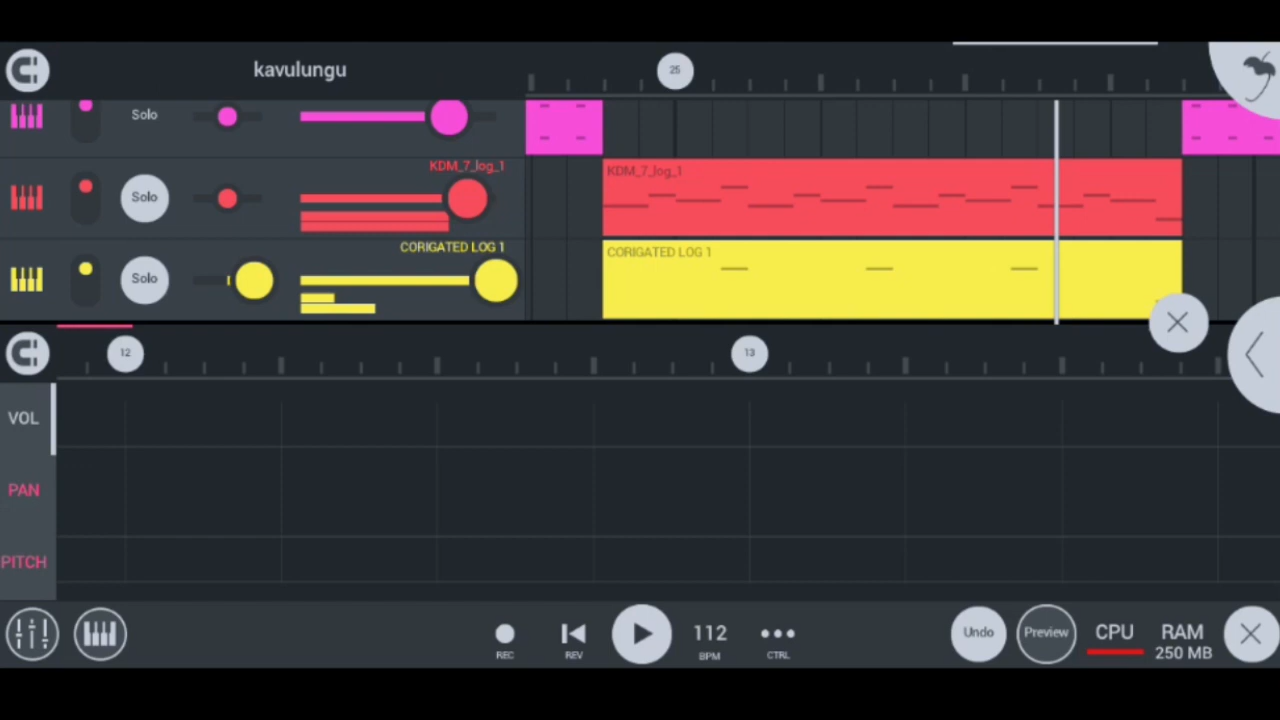 kavulungu
25
Solo
KDM_7_log_1
KDM_7_log_1
Solo
CORIGATED LOG 1
CORIGATED LOG 1
Solo
12
13
VOL
PAN
PITCH
REC
REV
112
BPM
CTRL
Undo
Preview
CPU
RAM
250 MB